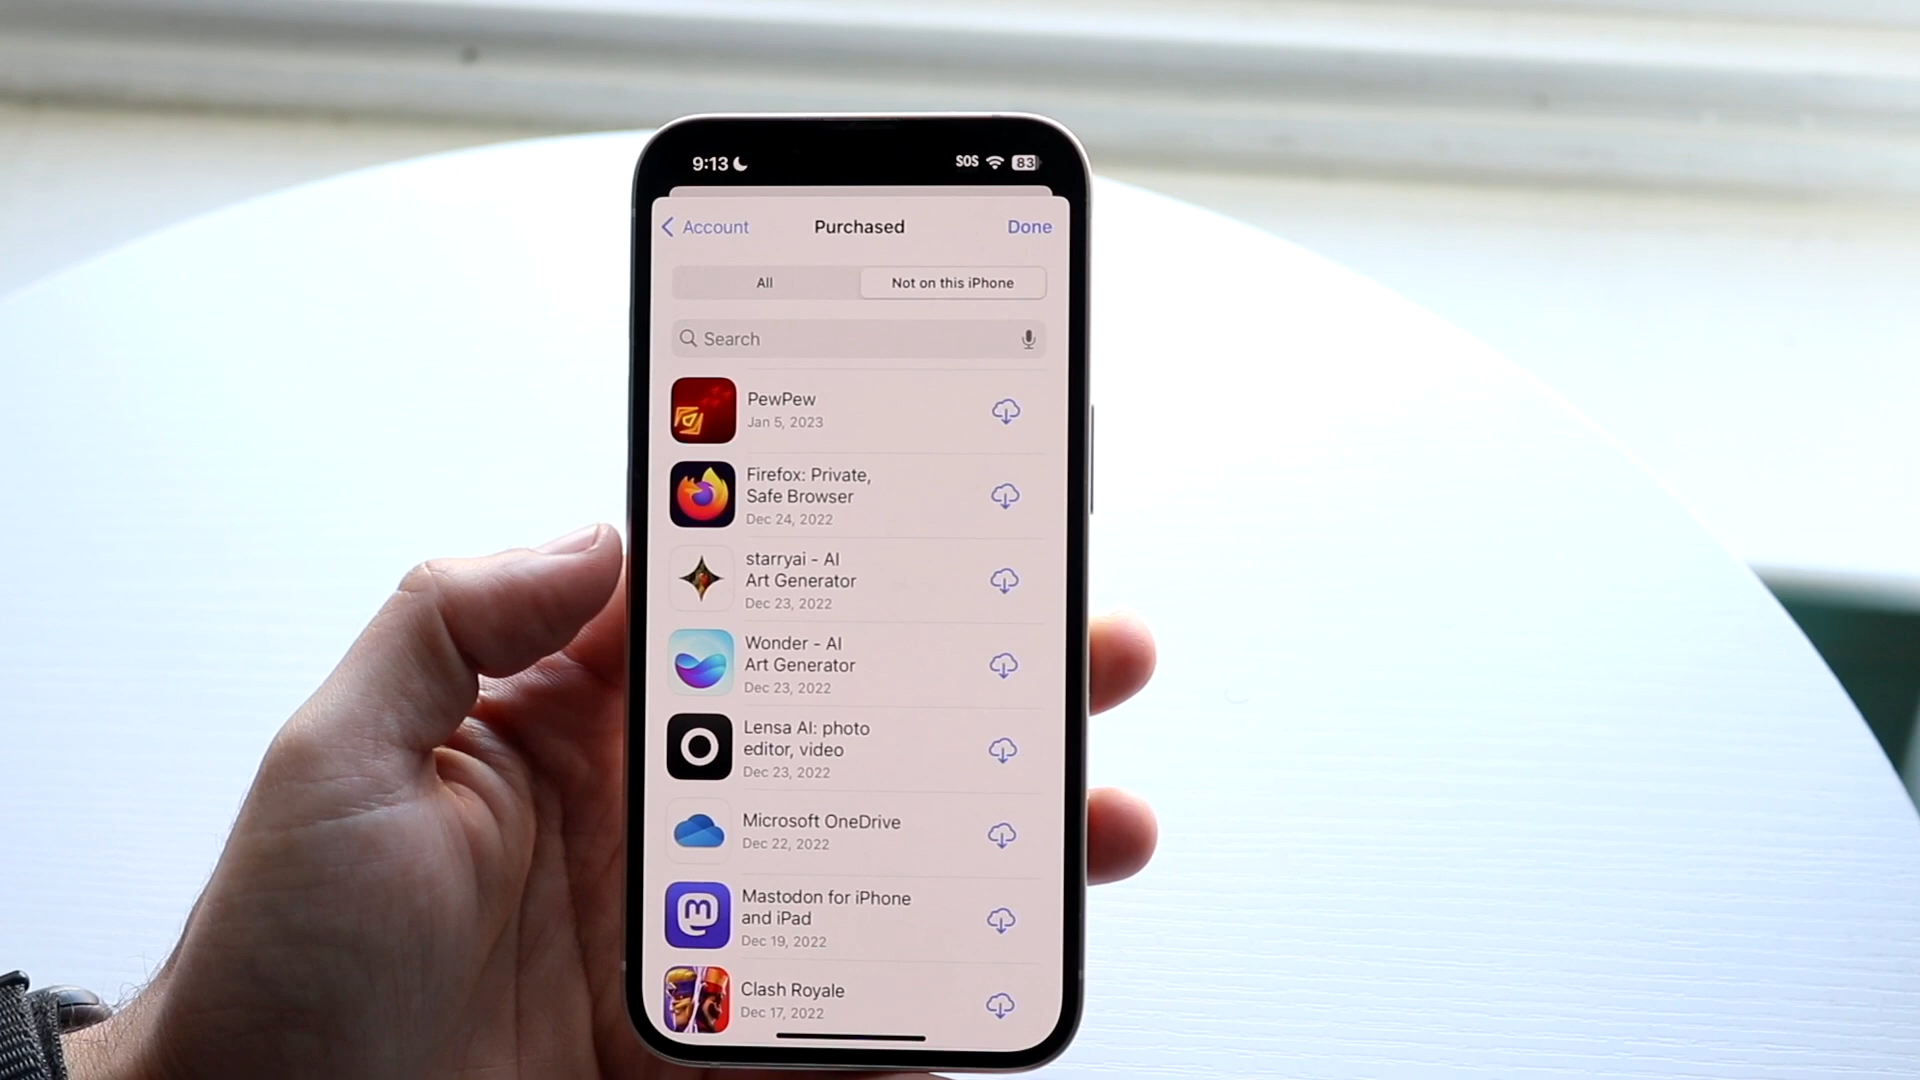 9:13
SOS
83
Account
Purchased
Done
All
Not on this iPhone
Search
PewPew
Jan 5, 2023
Firefox: Private,
Safe Browser
Dec 24, 2022
starryai - AI
Art Generator
Dec 23, 2022
Wonder - AI
Art Generator
Dec 23, 2022
Lensa AI: photo
editor, video
Dec 23, 2022
Microsoft OneDrive
Dec 22, 2022
Mastodon for iPhone
and iPad
Dec 19, 2022
Clash Royale
Dec 17, 2022